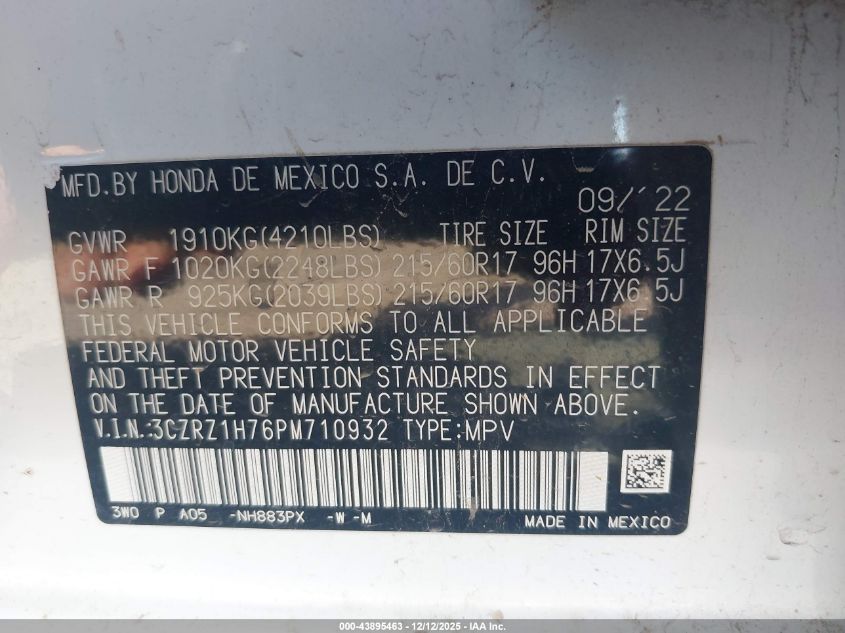 MFD.BY HONDA DE MEXICO S.A. DE C.V.
09/'22
GVWR 1910KG(4210LBS) TIRE SIZE RIM SIZE
GAWR F 1020KG(2248LBS) 215/60R17 96H 17X6.5J
GAWR R 925KG(2039LBS) 215/60R17 96H 17X6.5J
THIS VEHICLE CONFORMS TO ALL APPLICABLE
FEDERAL MOTOR VEHICLE SAFETY
AND THEFT PREVENTION STANDARDS IN EFFECT
ON THE DATE OF MANUFACTURE SHOWN ABOVE.
V.I.N.:3CZRZ1H76PM710932 TYPE:MPV
3W0 P A05 -NH883PX -W -M MADE IN MEXICO
000-43895463 - 12/12/2025 - IAA Inc.